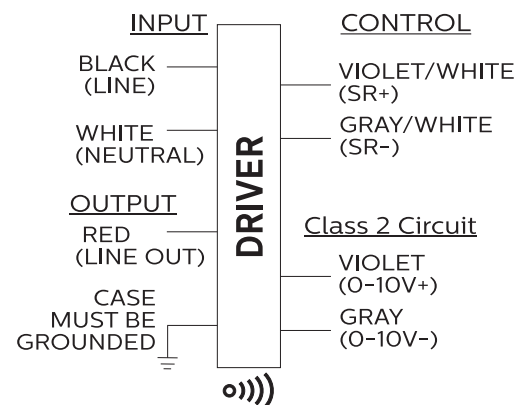 INPUT
BLACK
(LINE)
WHITE
(NEUTRAL)
OUTPUT
RED
(LINE OUT)
CASE
MUST BE
GROUNDED
DRIVER
CONTROL
VIOLET/WHITE
(SR+)
GRAY/WHITE
(SR-)
Class 2 Circuit
VIOLET
(0-10V+)
GRAY
(0-10V-)